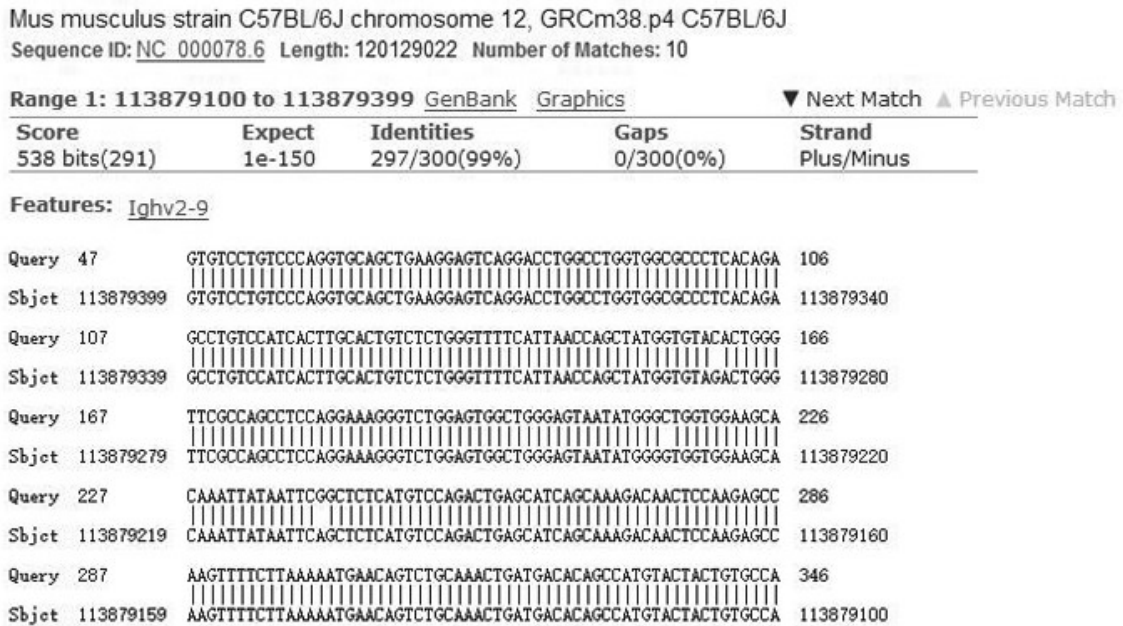 Mus musculus strain C57BL/6J chromosome 12, GRCm38.p4 C57BL/6J
Sequence ID: NC_000078.6 Length: 120129022 Number of Matches: 10
Range 1: 113879100 to 113879399 GenBank Graphics ▼ Next Match ▲ Previous Match
Score Expect Identities Gaps Strand
538 bits(291) 1e-150 297/300(99%) 0/300(0%) Plus/Minus
Features: Ighv2-9
Query 47 GTGTCCTGTCCCAGGTGCAGCTGAAGGAGTCAGGACCTGGCCTGGTGGCGCCCTCACAGA 106
Sbjct 113879399 GTGTCCTGTCCCAGGTGCAGCTGAAGGAGTCAGGACCTGGCCTGGTGGCGCCCTCACAGA 113879340
Query 107 GCCTGTCCATCACTTGCACTGTCTCTGGGTTTTCATTAACCAGCTATGGTGTACACTGGG 166
Sbjct 113879339 GCCTGTCCATCACTTGCACTGTCTCTGGGTTTTCATTAACCAGCTATGGTGTAGACTGGG 113879280
Query 167 TTCGCCAGCCTCCAGGAAAGGGTCTGGAGTGGCTGGGAGTAATATGGGCTGGTGGAAGCA 226
Sbjct 113879279 TTCGCCAGCCTCCAGGAAAGGGTCTGGAGTGGCTGGGAGTAATATGGGGTGGTGGAAGCA 113879220
Query 227 CAAATTATAATTCGGCTCTCATGTCCAGACTGAGCATCAGCAAAGACAACTCCAAGAGCC 286
Sbjct 113879219 CAAATTATAATTCAGCTCTCATGTCCAGACTGAGCATCAGCAAAGACAACTCCAAGAGCC 113879160
Query 287 AAGTTTTCTTAAAAATGAACAGTCTGCAAACTGATGACACAGCCATGTACTACTGTGCCA 346
Sbjct 113879159 AAGTTTTCTTAAAAATGAACAGTCTGCAAACTGATGACACAGCCATGTACTACTGTGCCA 113879100